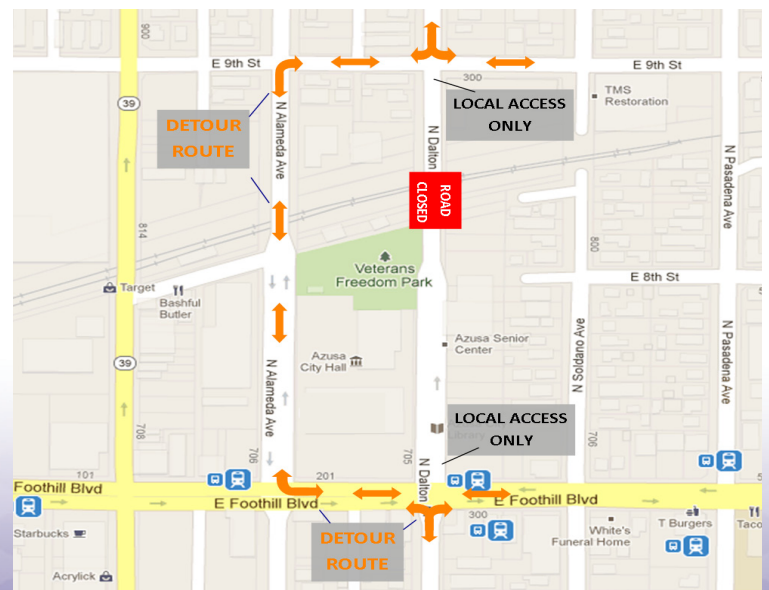 900
E 9th St
300
E 9th St
39
LOCAL ACCESS
ONLY
TMS
Restoration
DETOUR
ROUTE
N Alameda Ave
N Dalton
N Pasadena Ave
ROAD
CLOSED
814
800
Veterans
Freedom Park
E 8th St
Target
Bashful
Butler
Azusa
City Hall
Azusa Senior
Center
N Soldano Ave
N Pasadena Ave
39
N Alameda Ave
LOCAL ACCESS
ONLY
Library
708
706
705
706
N Dalton
101
201
Foothill Blvd
E Foothill Blvd
E Foothill Blvd
300
Starbucks
DETOUR
ROUTE
White's
Funeral Home
T Burgers
Taco
Acrylick